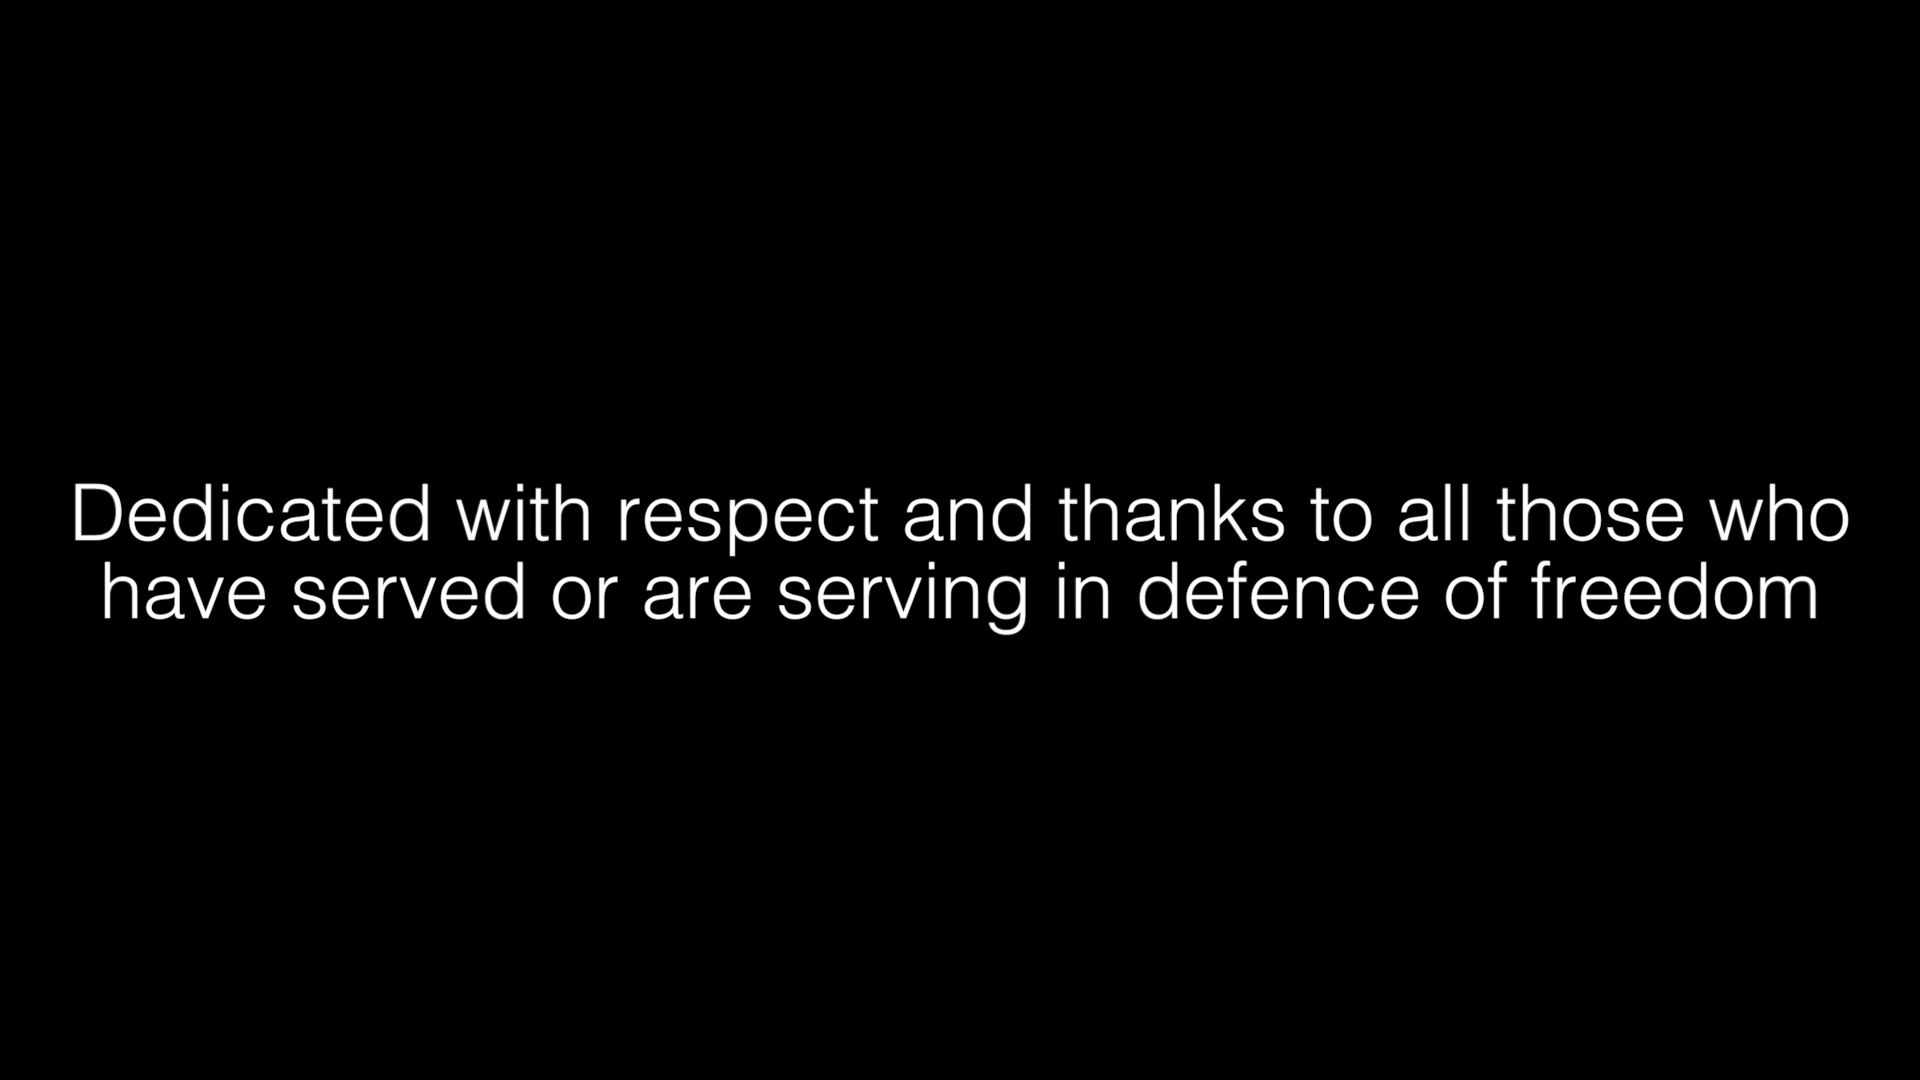 Dedicated with respect and thanks to all those who
have served or are serving in defence of freedom